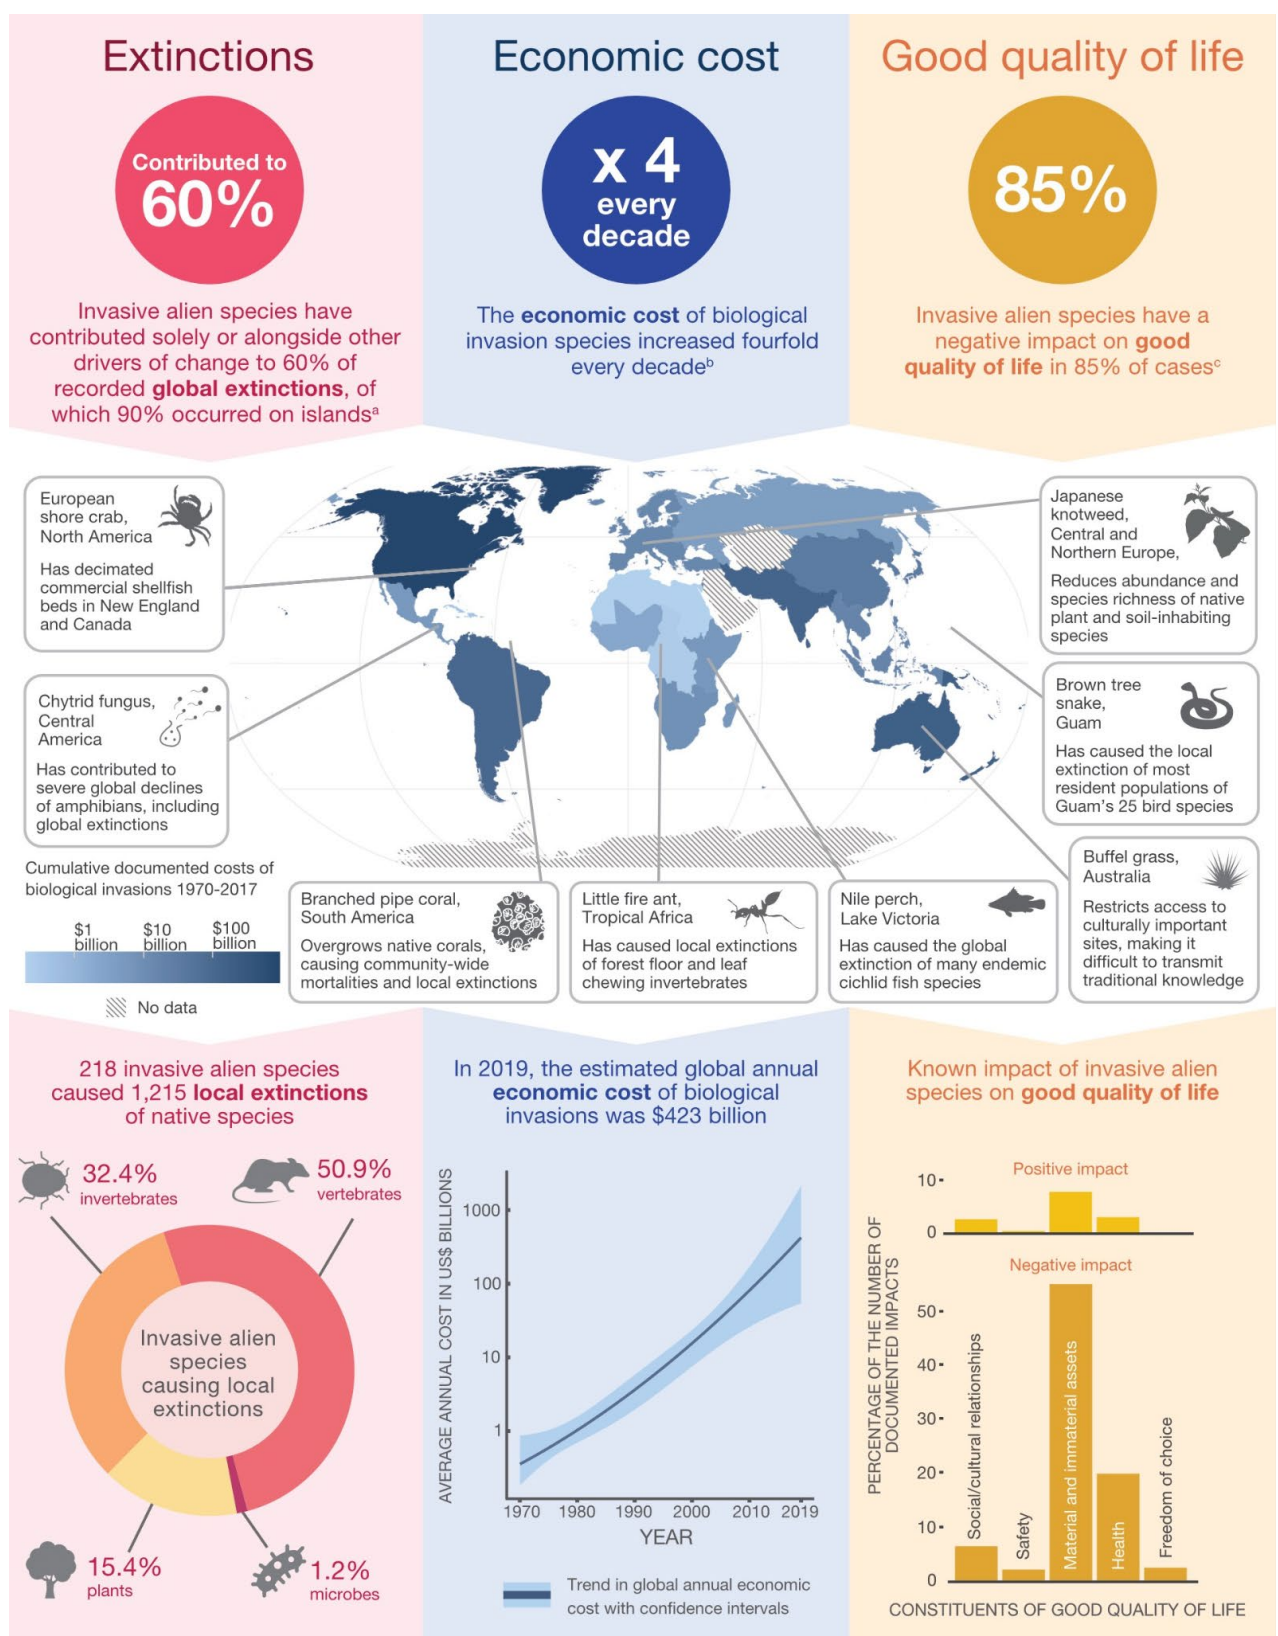 Extinctions
Contributed to
60%
Invasive alien species have
contributed solely or alongside other
drivers of change to 60% of
recorded global extinctions, of
which 90% occurred on islandsᵃ
Economic cost
x 4
every
decade
The economic cost of biological
invasion species increased fourfold
every decadeᵇ
Good quality of life
85%
Invasive alien species have a
negative impact on good
quality of life in 85% of casesᶜ
European
shore crab,
North America
Has decimated
commercial shellfish
beds in New England
and Canada
Chytrid fungus,
Central
America
Has contributed to
severe global declines
of amphibians, including
global extinctions
Japanese
knotweed,
Central and
Northern Europe,
Reduces abundance and
species richness of native
plant and soil-inhabiting
species
Brown tree
snake,
Guam
Has caused the local
extinction of most
resident populations of
Guam's 25 bird species
Cumulative documented costs of
biological invasions 1970-2017
$1
billion
$10
billion
$100
billion
No data
Branched pipe coral,
South America
Overgrows native corals,
causing community-wide
mortalities and local extinctions
Little fire ant,
Tropical Africa
Has caused local extinctions
of forest floor and leaf
chewing invertebrates
Nile perch,
Lake Victoria
Has caused the global
extinction of many endemic
cichlid fish species
Buffel grass,
Australia
Restricts access to
culturally important
sites, making it
difficult to transmit
traditional knowledge
218 invasive alien species
caused 1,215 local extinctions
of native species
32.4%
invertebrates
50.9%
vertebrates
Invasive alien
species
causing local
extinctions
15.4%
plants
1.2%
microbes
In 2019, the estimated global annual
economic cost of biological
invasions was $423 billion
AVERAGE ANNUAL COST IN US$ BILLIONS
1000
100
10
1
1970 1980 1990 2000 2010 2019
YEAR
Trend in global annual economic
cost with confidence intervals
Known impact of invasive alien
species on good quality of life
PERCENTAGE OF THE NUMBER OF
DOCUMENTED IMPACTS
Positive impact
10
0
Negative impact
50
40
30
20
10
0
Social/cultural relationships
Safety
Material and immaterial assets
Health
Freedom of choice
CONSTITUENTS OF GOOD QUALITY OF LIFE